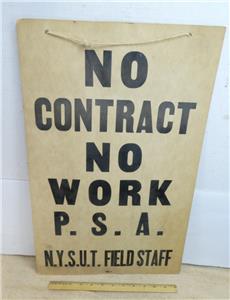 NO
CONTRACT
NO
WORK
P. S. A.
N.Y.S.U.T. FIELD STAFF